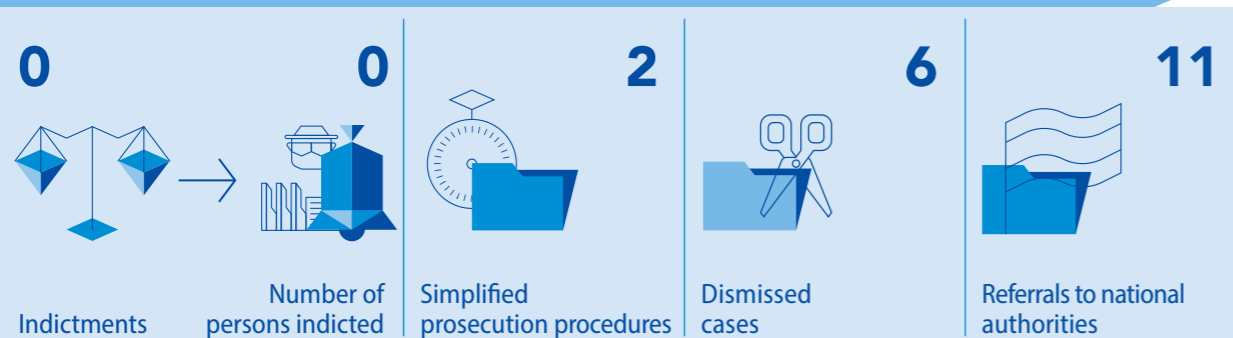 0
0
2
6
11
Indictments
Number of
persons indicted
Simplified
prosecution procedures
Dismissed
cases
Referrals to national
authorities